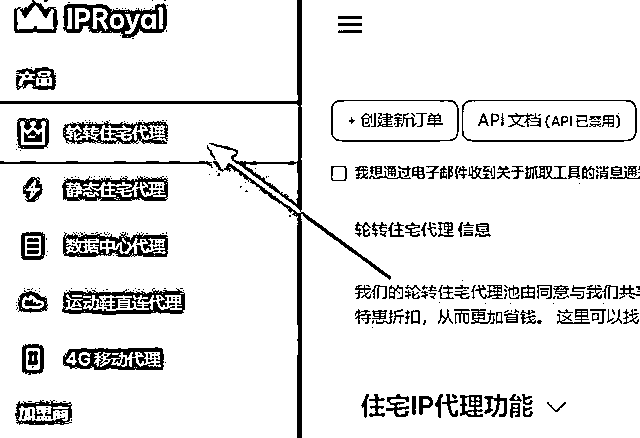 IPRoyal
产品
轮转住宅代理
静态住宅代理
数据中心代理
运动鞋直连代理
4G 移动代理
加盟商
+ 创建新订单
API 文档 (API 已禁用)
我想通过电子邮件收到关于抓取工具的消息通
轮转住宅代理 信息
我们的轮转住宅代理池由同意与我们共享
特惠折扣，从而更加省钱。 这里可以找
住宅IP代理功能